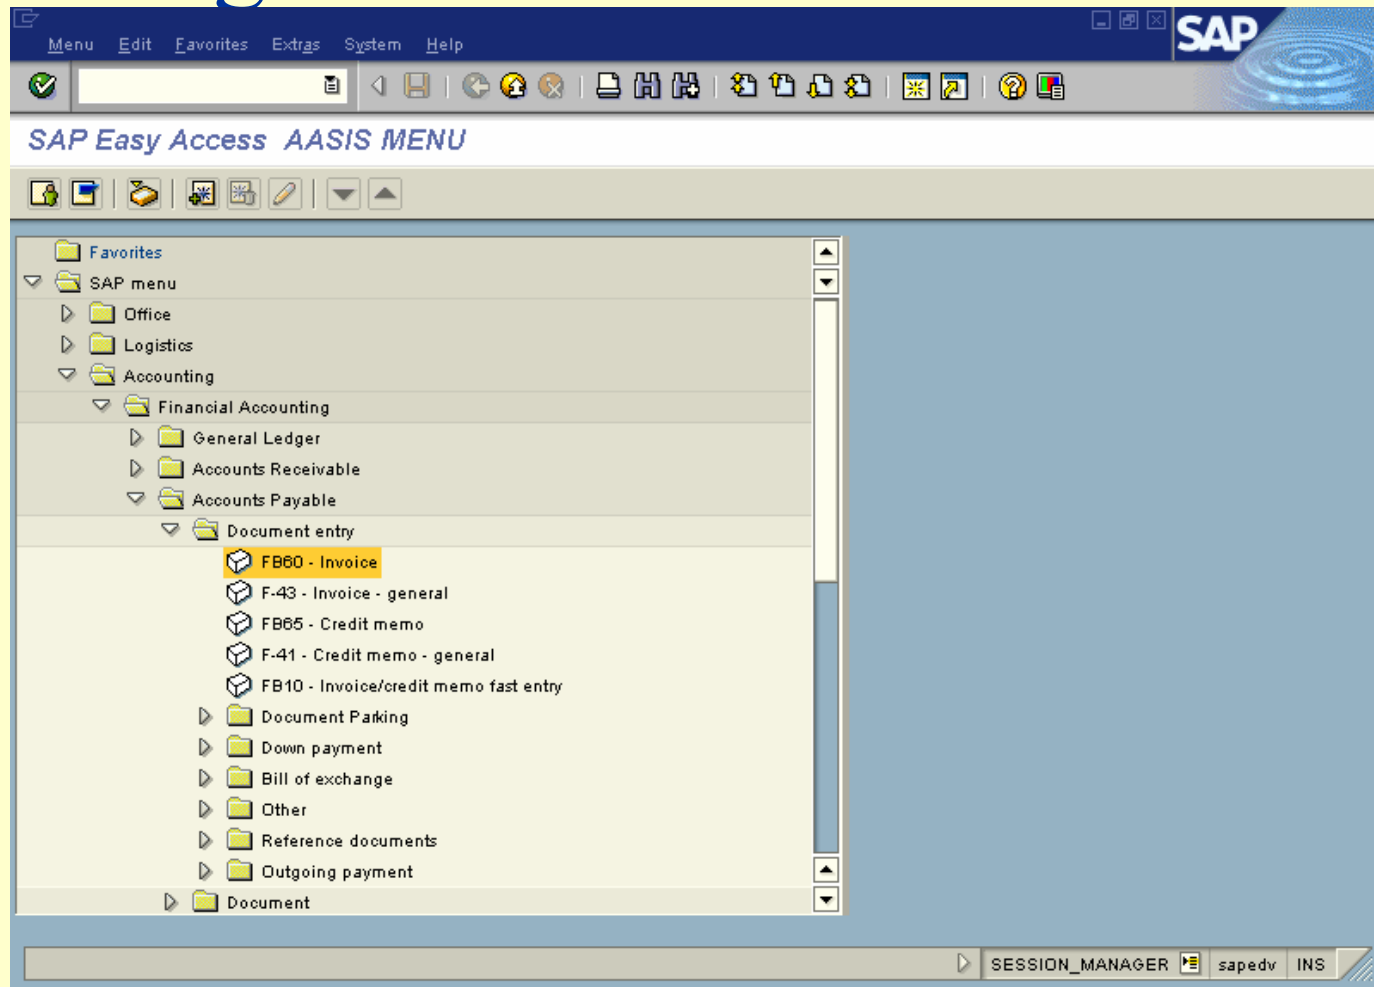 Menu Edit Favorites Extras System Help
SAP
SAP Easy Access AASIS MENU
Favorites
SAP menu
Office
Logistics
Accounting
Financial Accounting
General Ledger
Accounts Receivable
Accounts Payable
Document entry
FB60 - Invoice
F-43 - Invoice - general
FB65 - Credit memo
F-41 - Credit memo - general
FB10 - Invoice/credit memo fast entry
Document Parking
Down payment
Bill of exchange
Other
Reference documents
Outgoing payment
Document
SESSION_MANAGER sapedv INS